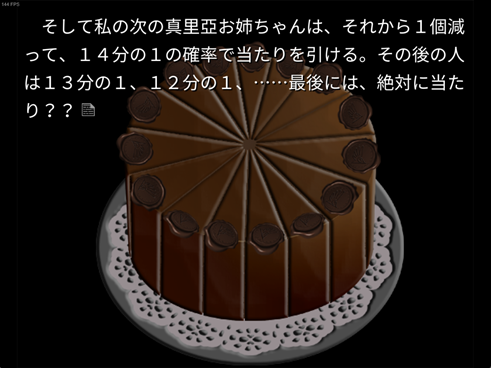 144 FPS
そして私の次の真里亞お姉ちゃんは、それから１個減
って、１４分の１の確率で当たりを引ける。その後の人
は１３分の１、１２分の１、……最後には、絶対に当た
り？？